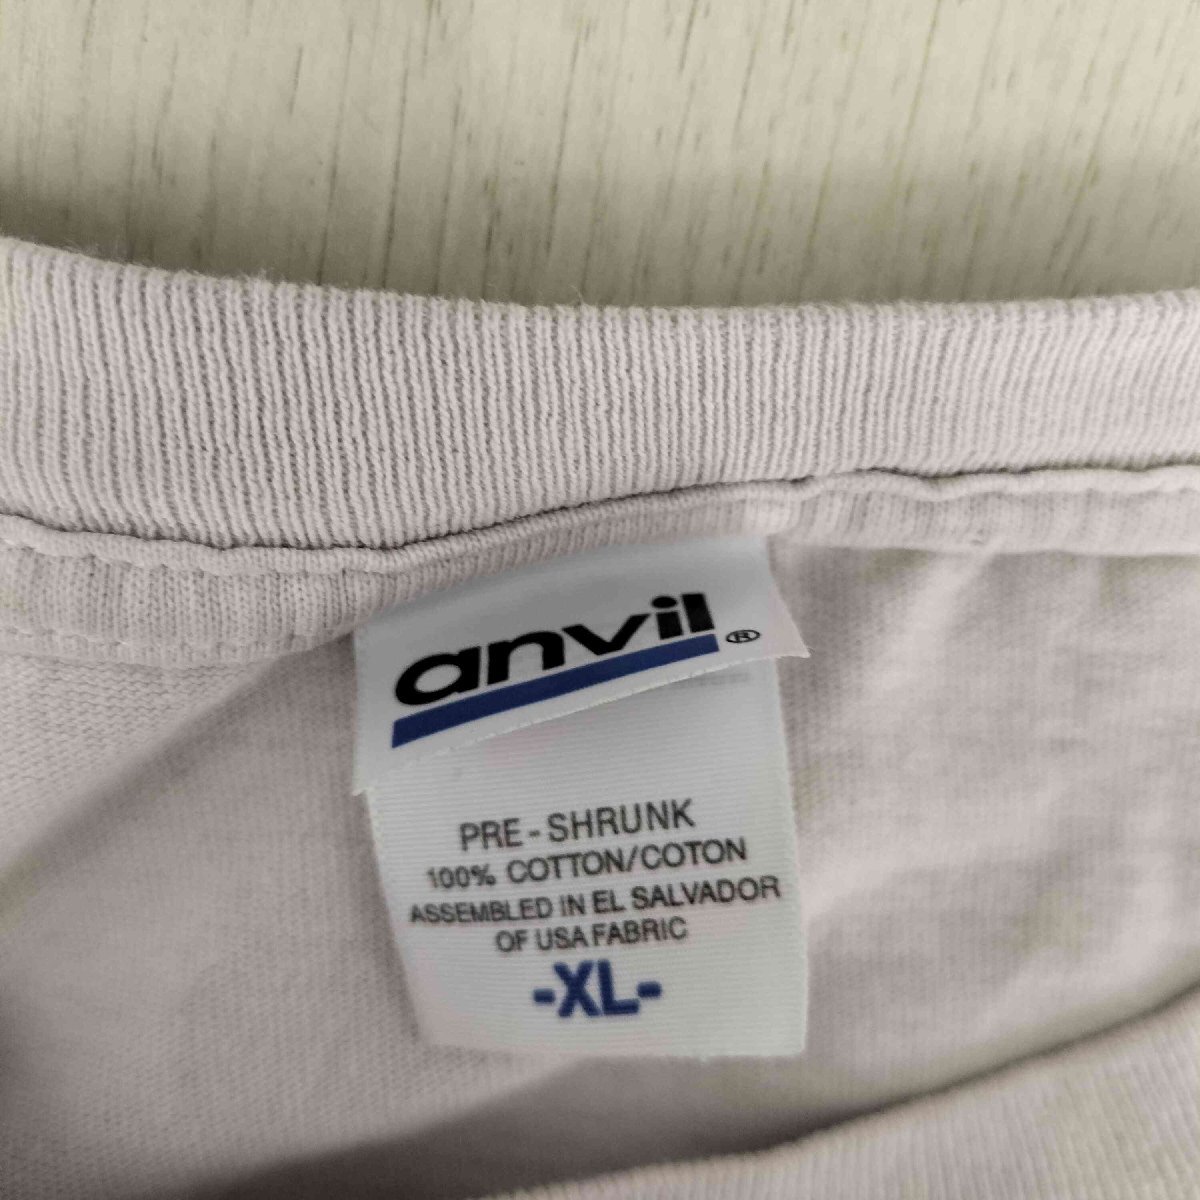 anvil®
PRE-SHRUNK
100% COTTON/COTON
ASSEMBLED IN EL SALVADOR
OF USA FABRIC
-XL-